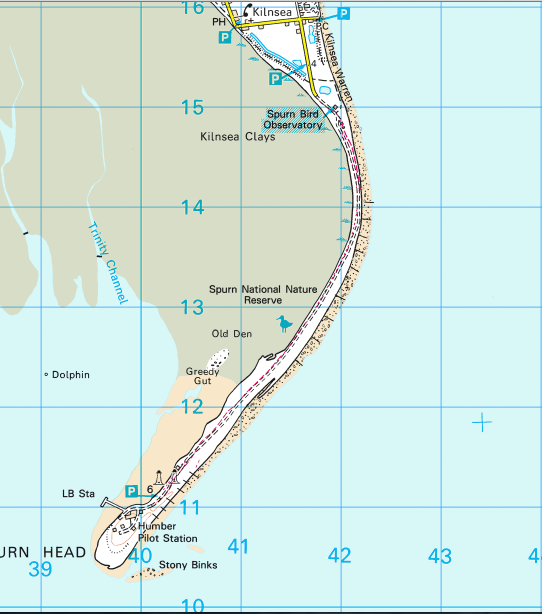 16
Kilnsea
P
PH
P
C
Kilnsea Warren
P
4
15
Spurn Bird
Observatory
Kilnsea Clays
14
Trinity Channel
13
Spurn National Nature
Reserve
Old Den
Greedy
Gut
Dolphin
12
P
6
LB Sta
11
Humber
Pilot Station
URN HEAD
39
40
41
42
43
4
Stony Binks
10